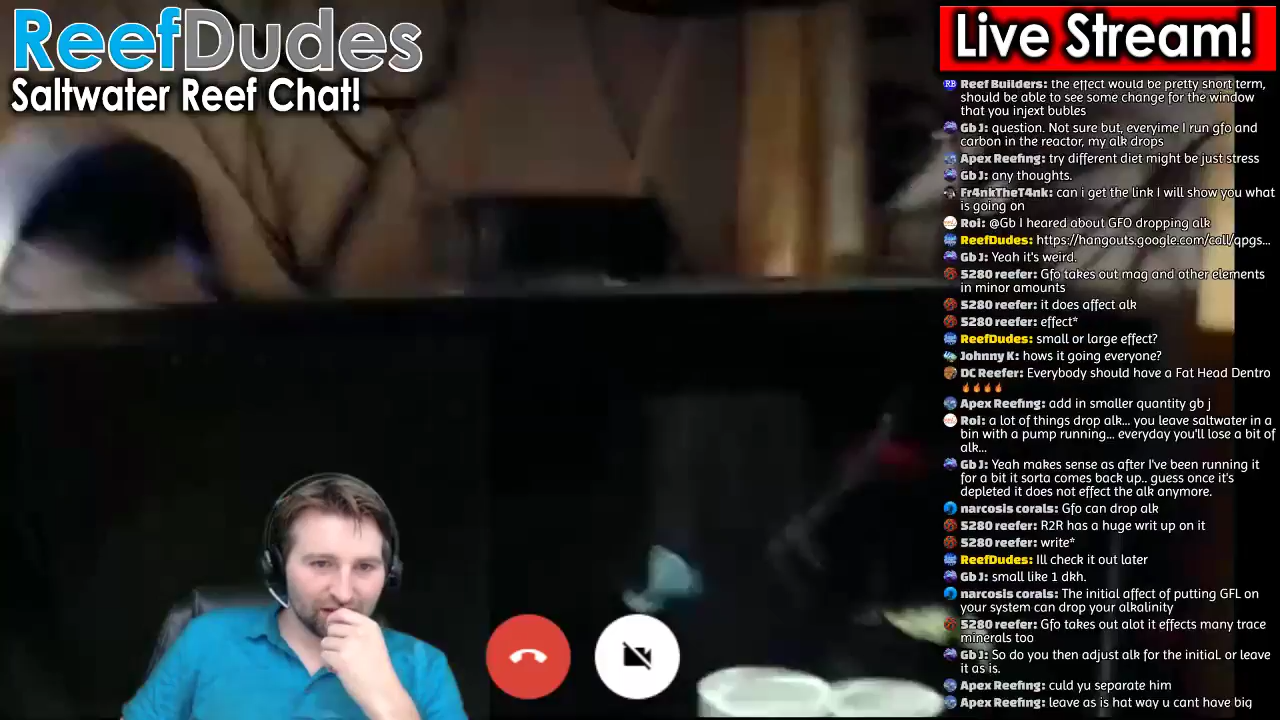 ReefDudes
Saltwater Reef Chat!
Live Stream!
Reef Builders: the effect would be pretty short term,
should be able to see some change for the window
that you injext bubles
Gb J: question. Not sure but, everyime I run gfo and
carbon in the reactor, my alk drops
Apex Reefing: try different diet might be just stress
Gb J: any thoughts.
Fr4nkTheT4nk: can i get the link I will show you what
is going on
Roi: @Gb I heared about GFO dropping alk
ReefDudes: https://hangouts.google.com/call/qpgs...
Gb J: Yeah it's weird.
5280 reefer: Gfo takes out mag and other elements
in minor amounts
5280 reefer: it does affect alk
5280 reefer: effect*
ReefDudes: small or large effect?
Johnny K: hows it going everyone?
DC Reefer: Everybody should have a Fat Head Dentro
🔥🔥🔥🔥
Apex Reefing: add in smaller quantity gb j
Roi: a lot of things drop alk... you leave saltwater in a
bin with a pump running... everyday you'll lose a bit of
alk...
Gb J: Yeah makes sense as after I've been running it
for a bit it sorta comes back up.. guess once it's
depleted it does not effect the alk anymore.
narcosis corals: Gfo can drop alk
5280 reefer: R2R has a huge writ up on it
5280 reefer: write*
ReefDudes: Ill check it out later
Gb J: small like 1 dkh.
narcosis corals: The initial affect of putting GFL on
your system can drop your alkalinity
5280 reefer: Gfo takes out alot it effects many trace
minerals too
Gb J: So do you then adjust alk for the initial. or leave
it as is.
Apex Reefing: culd yu separate him
Apex Reefing: leave as is hat way u cant have big